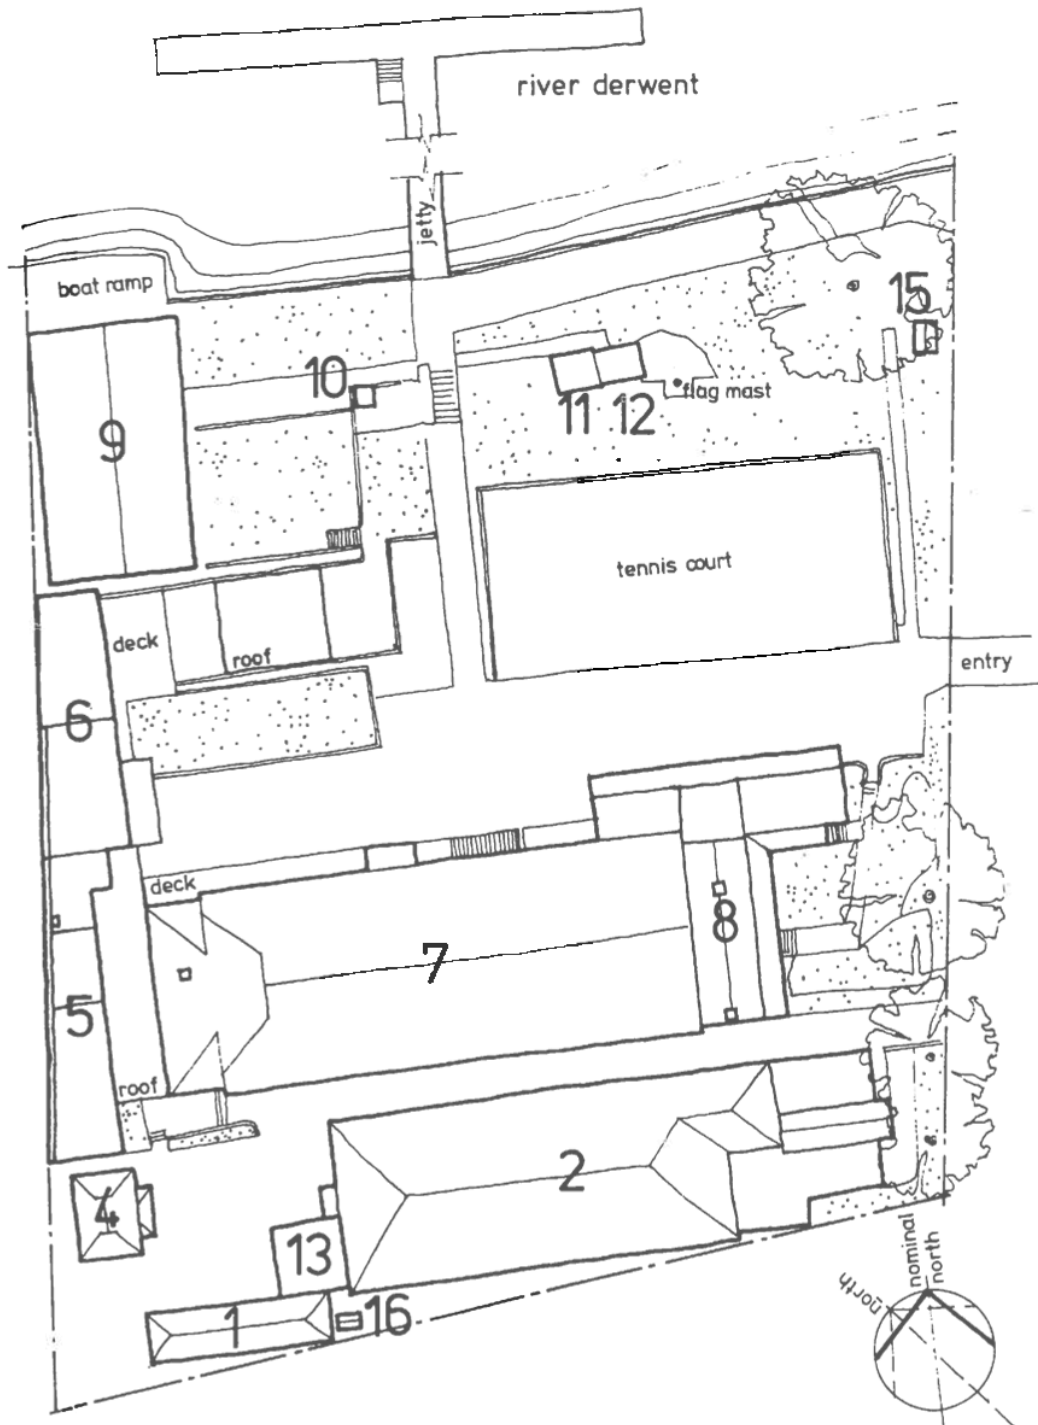 river derwent
jetty
boat ramp
15
10
flag mast
11 12
9
tennis court
deck
roof
entry
6
deck
8
7
5
roof
2
4
13
nominal
north
north
1
16